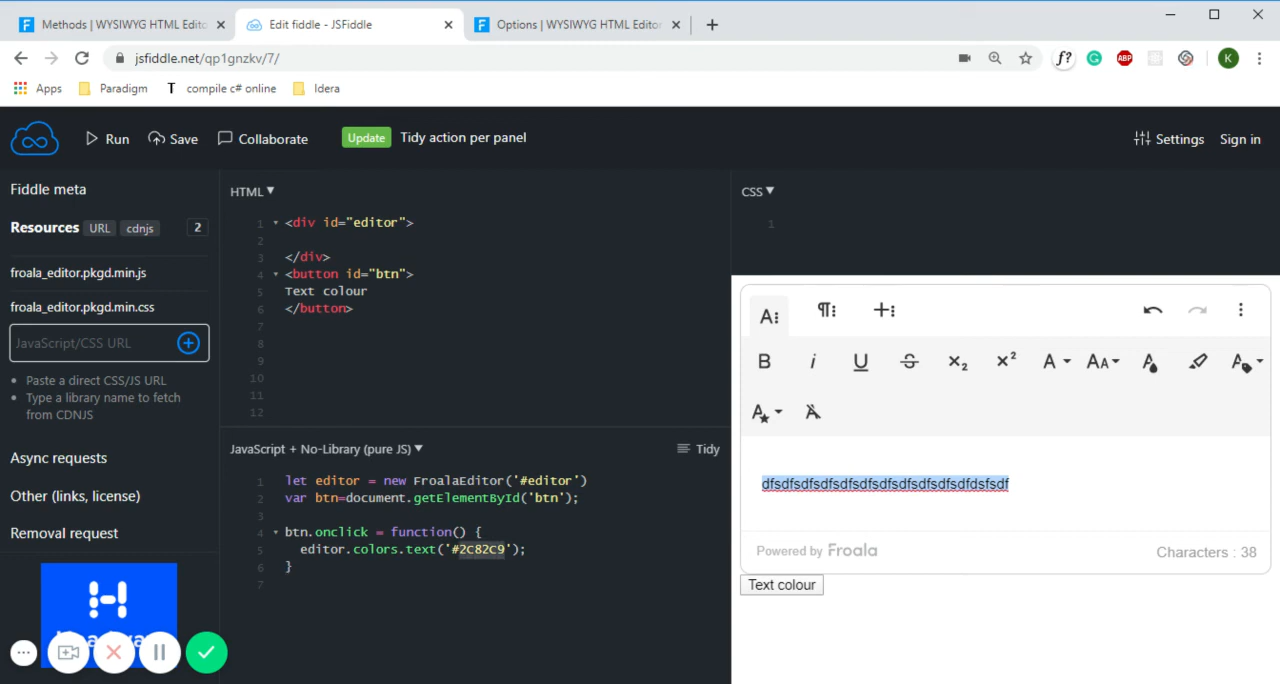 Methods | WYSIWYG HTML Edito
Edit fiddle - JSFiddle
Options | WYSIWYG HTML Editor
jsfiddle.net/qp1gnzkv/7/
f?
ABP
K
Apps
Paradigm
T compile c# online
Idera
Run
Save
Collaborate
Update
Tidy action per panel
Settings
Sign in
Fiddle meta
Resources URL cdnjs 2
froala_editor.pkgd.min.js
froala_editor.pkgd.min.css
JavaScript/CSS URL
Paste a direct CSS/JS URL
Type a library name to fetch
from CDNJS
Async requests
Other (links, license)
Removal request
HTML
1 <div id="editor">
2
3 </div>
4 <button id="btn">
5 Text colour
6 </button>
7
8
9
10
11
12
JavaScript + No-Library (pure JS)
Tidy
1 let editor = new FroalaEditor('#editor')
2 var btn=document.getElementById('btn');
3
4 btn.onclick = function() {
5 editor.colors.text('#2C82C9');
6 }
7
CSS
1
B i U S X₂ X² A AA A
A A
dfsdfsdfsdfsdfsdfsdfsdfsdfsdfsdfdsfsdf
Powered by Froala
Characters : 38
Text colour